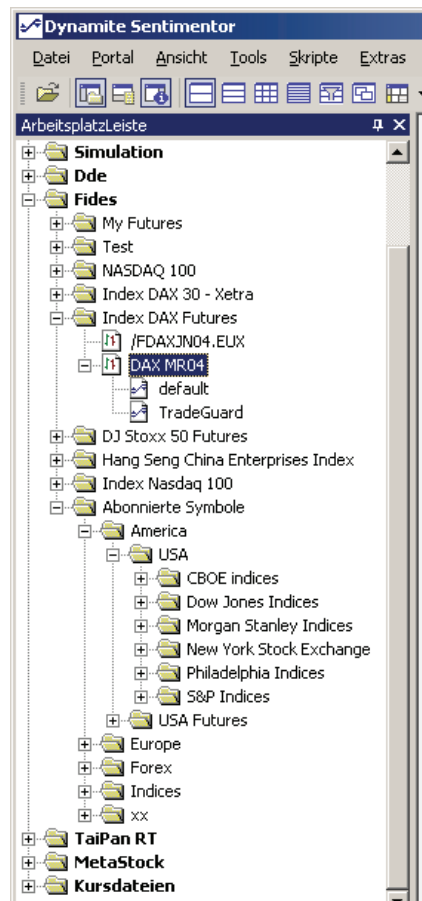 Dynamite Sentimentor
Datei Portal Ansicht Tools Skripte Extras
ArbeitsplatzLeiste
Simulation
Dde
Fides
My Futures
Test
NASDAQ 100
Index DAX 30 - Xetra
Index DAX Futures
/FDAXJN04.EUX
DAX MR04
default
TradeGuard
DJ Stoxx 50 Futures
Hang Seng China Enterprises Index
Index Nasdaq 100
Abonnierte Symbole
America
USA
CBOE indices
Dow Jones Indices
Morgan Stanley Indices
New York Stock Exchange
Philadelphia Indices
S&P Indices
USA Futures
Europe
Forex
Indices
xx
TaiPan RT
MetaStock
Kursdateien